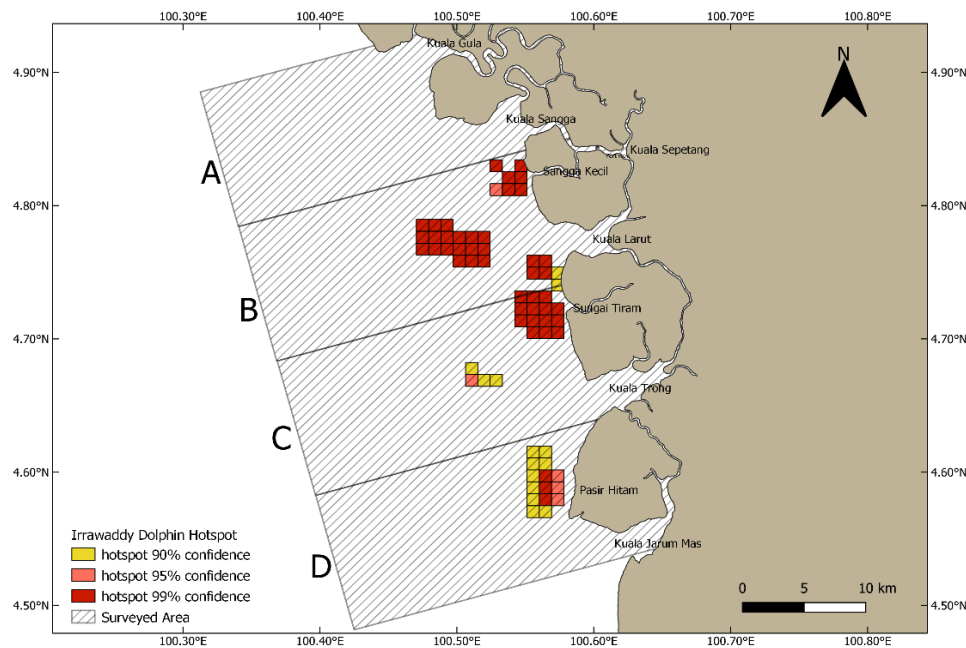 100.30°E 100.40°E 100.50°E 100.60°E 100.70°E 100.80°E
Kuala Gula
N
4.90°N 4.90°N
Kuala Sangga
Kuala Sepetang
A
Sangga Kecil
4.80°N 4.80°N
Kuala Larut
B
Sungai Tiram
4.70°N 4.70°N
Kuala Trong
C
4.60°N 4.60°N
Pasir Hitam
Irrawaddy Dolphin Hotspot
Kuala Jarum Mas
hotspot 90% confidence
D
hotspot 95% confidence
0 5 10 km
hotspot 99% confidence
4.50°N 4.50°N
Surveyed Area
100.30°E 100.40°E 100.50°E 100.60°E 100.70°E 100.80°E